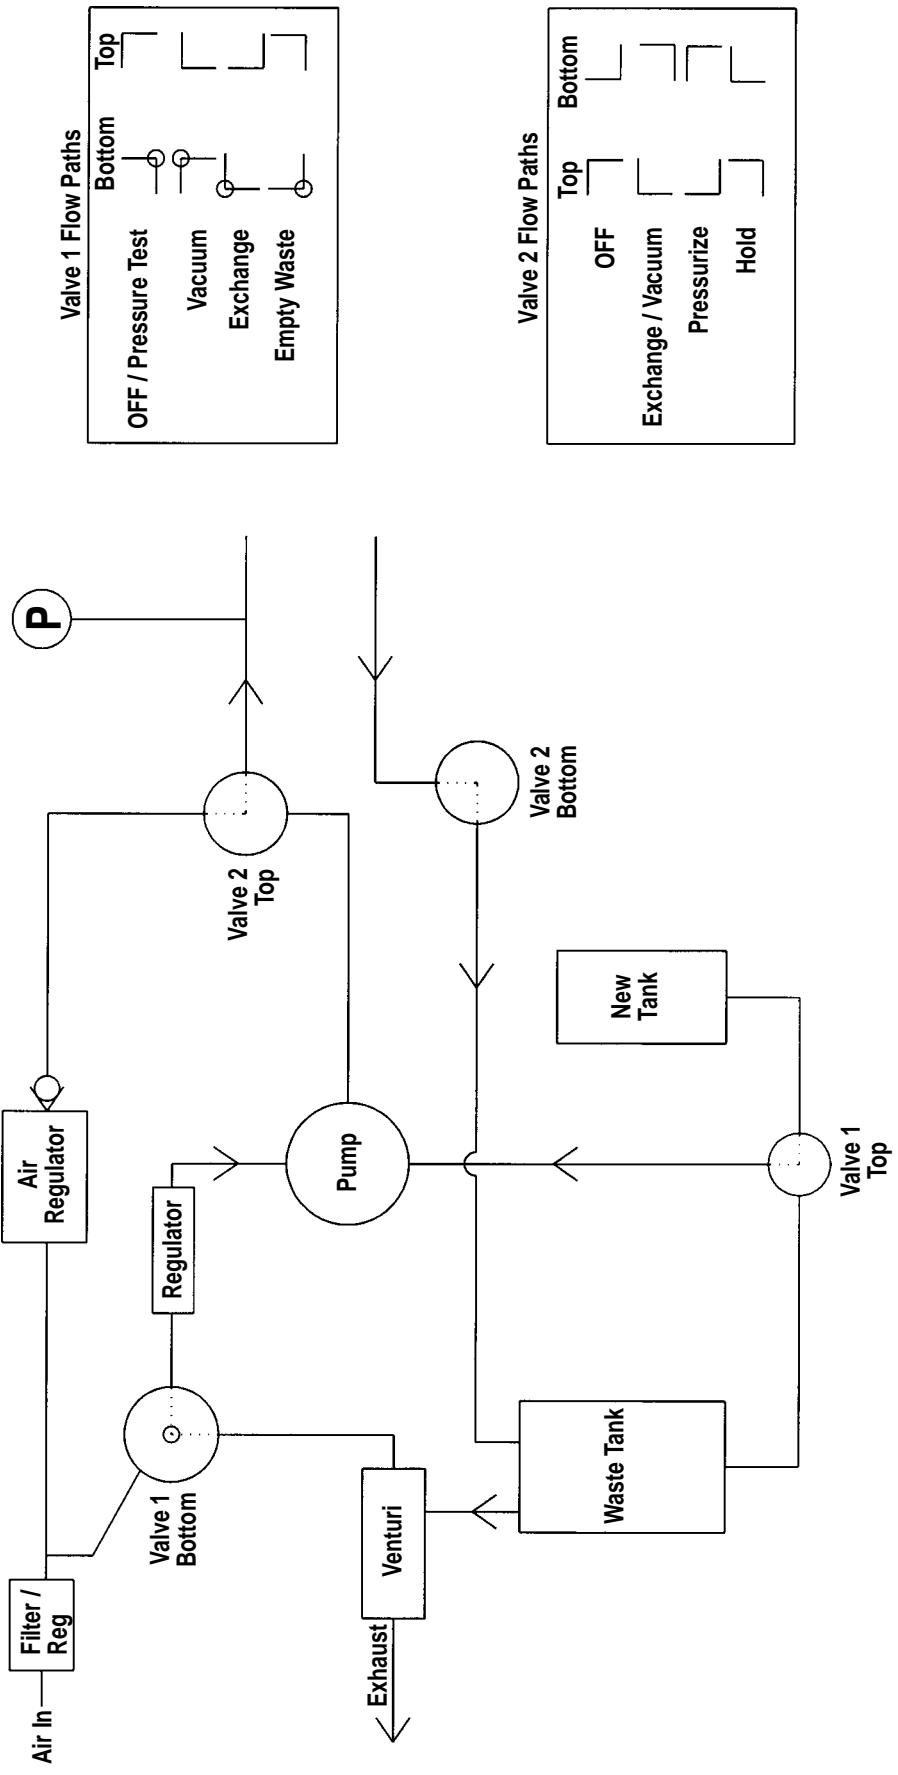 Air In
Filter /
Reg
Air
Regulator
P
Valve 1
Bottom
Regulator
Pump
Valve 2
Top
Exhaust
Venturi
Waste Tank
Valve 2
Bottom
New
Tank
Valve 1
Top
Valve 1 Flow Paths
Bottom Top
OFF / Pressure Test
Vacuum
Exchange
Empty Waste
Valve 2 Flow Paths
Top Bottom
OFF
Exchange / Vacuum
Pressurize
Hold